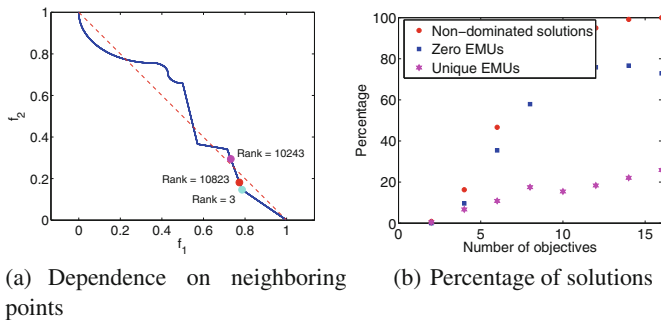 1
0.8
0.6
0.4
0.2
0
f2
Rank = 10243
Rank = 10823
Rank = 3
0 0.2 0.4 0.6 0.8 1
f1
(a) Dependence on neighboring
points
100
80
60
40
20
0
Percentage
Non−dominated solutions
Zero EMUs
Unique EMUs
0 5 10 15
Number of objectives
(b) Percentage of solutions